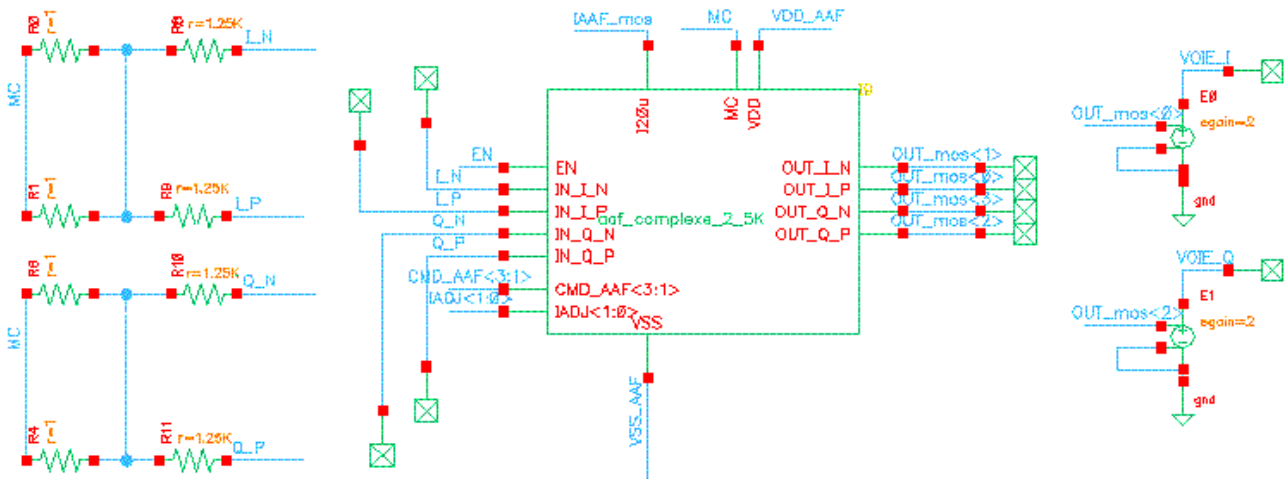 R0
R8
r=1.25K
I_N
MC
R1
R9
r=1.25K
I_P
R6
R10
r=1.25K
Q_N
MC
R4
R11
r=1.25K
Q_P
IAAF_mos
MC
VDD_AAF
I9
I20u
MC
VDD
EN
I_N
I_P
Q_N
Q_P
CMD_AAF<3:1>
IADJ<1:0>
EN
IN_I_N
IN_I_P
IN_Q_N
IN_Q_P
CMD_AAF<3:1>
IADJ<1:0>
aaf_complexe_2_5K
VSS
VSS_AAF
OUT_I_N
OUT_I_P
OUT_Q_N
OUT_Q_P
OUT_mos<1>
OUT_mos<0>
OUT_mos<3>
OUT_mos<2>
VOIE_I
E0
OUT_mos<0>
egain=2
gnd
VOIE_Q
E1
OUT_mos<2>
egain=2
gnd